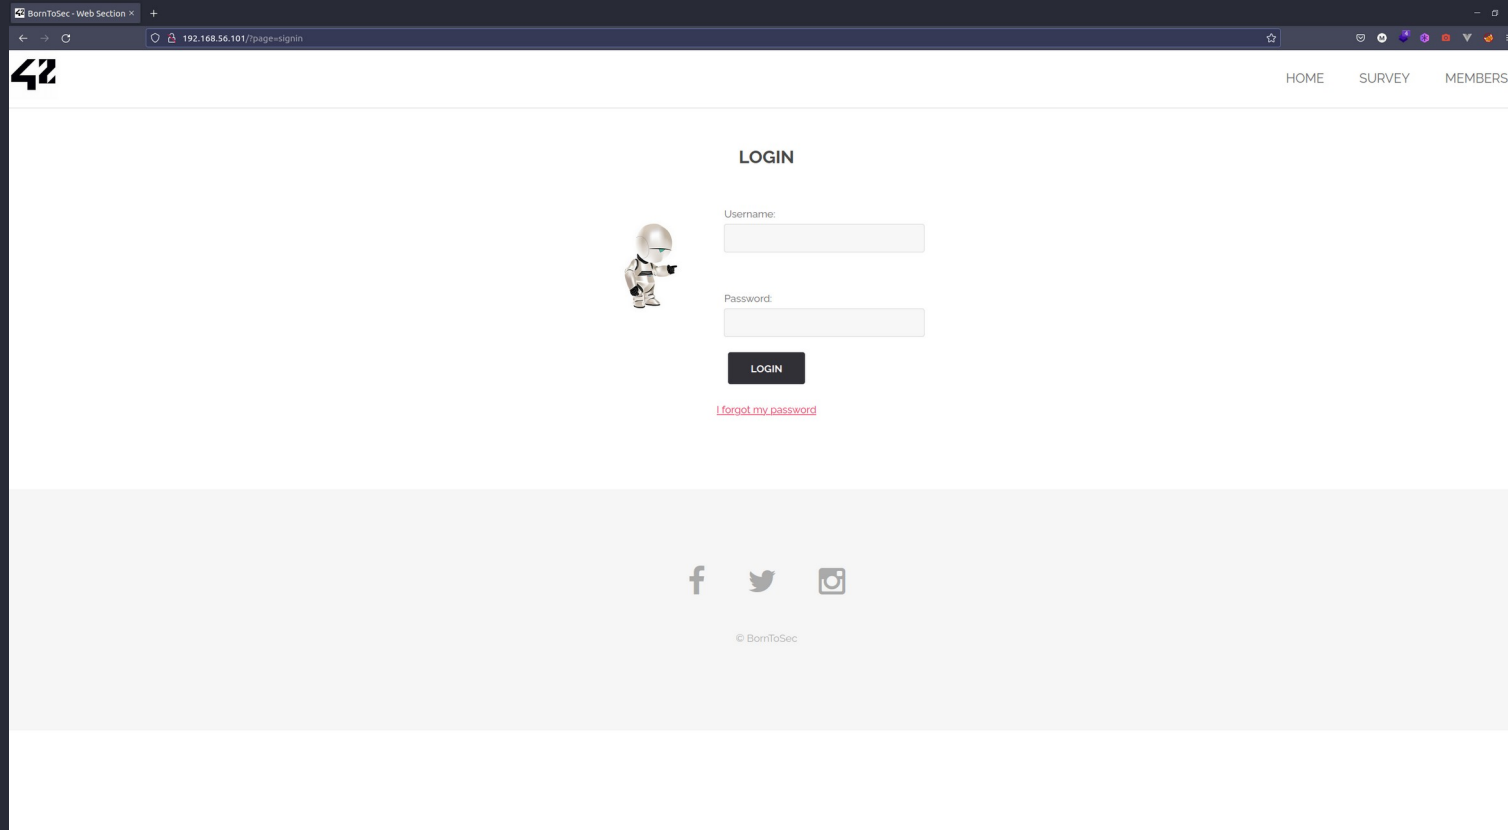 BornToSec - Web Section
192.168.56.101/?page=signin
42
HOME SURVEY MEMBERS
LOGIN
Username:
Password:
LOGIN
I forgot my password
© BornToSec